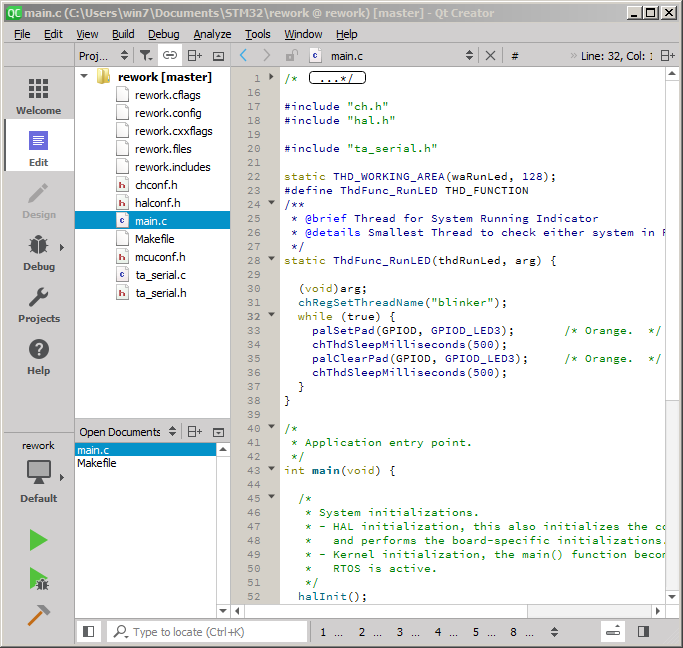 main.c (C:\Users\win7\Documents\STM32\rework @ rework) [master] - Qt Creator
File Edit View Build Debug Analyze Tools Window Help
Proj...
main.c
#
» Line: 32, Col: 1
Welcome
Edit
Design
Debug
Projects
Help
rework
Default
rework [master]
rework.cflags
rework.config
rework.cxxflags
rework.files
rework.includes
chconf.h
halconf.h
main.c
Makefile
mcuconf.h
ta_serial.c
ta_serial.h
Open Documents
main.c
Makefile
1 /* ...*/
16
17 #include "ch.h"
18 #include "hal.h"
19
20 #include "ta_serial.h"
21
22 static THD_WORKING_AREA(waRunLed, 128);
23 #define ThdFunc_RunLED THD_FUNCTION
24 /**
25 * @brief Thread for System Running Indicator
26 * @details Smallest Thread to check either system in
27 */
28 static ThdFunc_RunLED(thdRunLed, arg) {
29
30 (void)arg;
31 chRegSetThreadName("blinker");
32 while (true) {
33 palSetPad(GPIOD, GPIOD_LED3); /* Orange. */
34 chThdSleepMilliseconds(500);
35 palClearPad(GPIOD, GPIOD_LED3); /* Orange. */
36 chThdSleepMilliseconds(500);
37 }
38 }
39
40 /*
41 * Application entry point.
42 */
43 int main(void) {
44
45 /*
46 * System initializations.
47 * - HAL initialization, this also initializes the co
48 and performs the board-specific initializations.
49 * - Kernel initialization, the main() function becom
50 * RTOS is active.
51 */
52 halInit();
Type to locate (Ctrl+K)
1 ... 2 ... 3 ... 4 ... 5 ... 8 ...